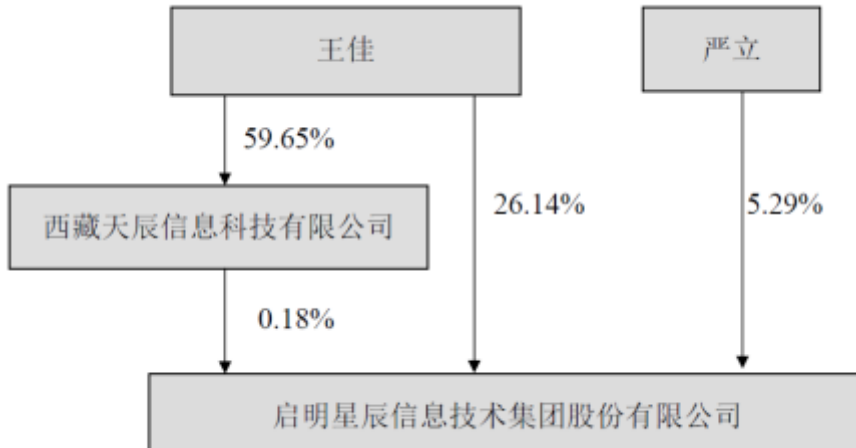 王佳
严立
59.65%
西藏天辰信息科技有限公司
26.14%
5.29%
0.18%
启明星辰信息技术集团股份有限公司